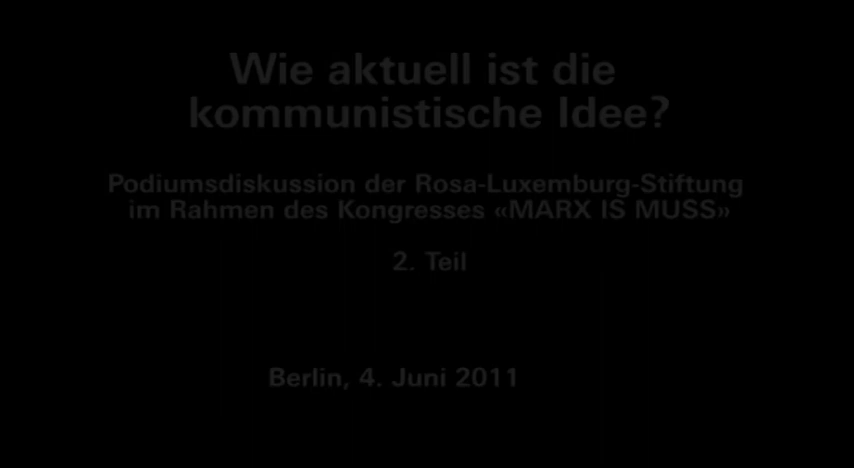 Wie aktuell ist die
kommunistische Idee?
Podiumsdiskussion der Rosa-Luxemburg-Stiftung
im Rahmen des Kongresses «MARX IS MUSS»
2. Teil
Berlin, 4. Juni 2011